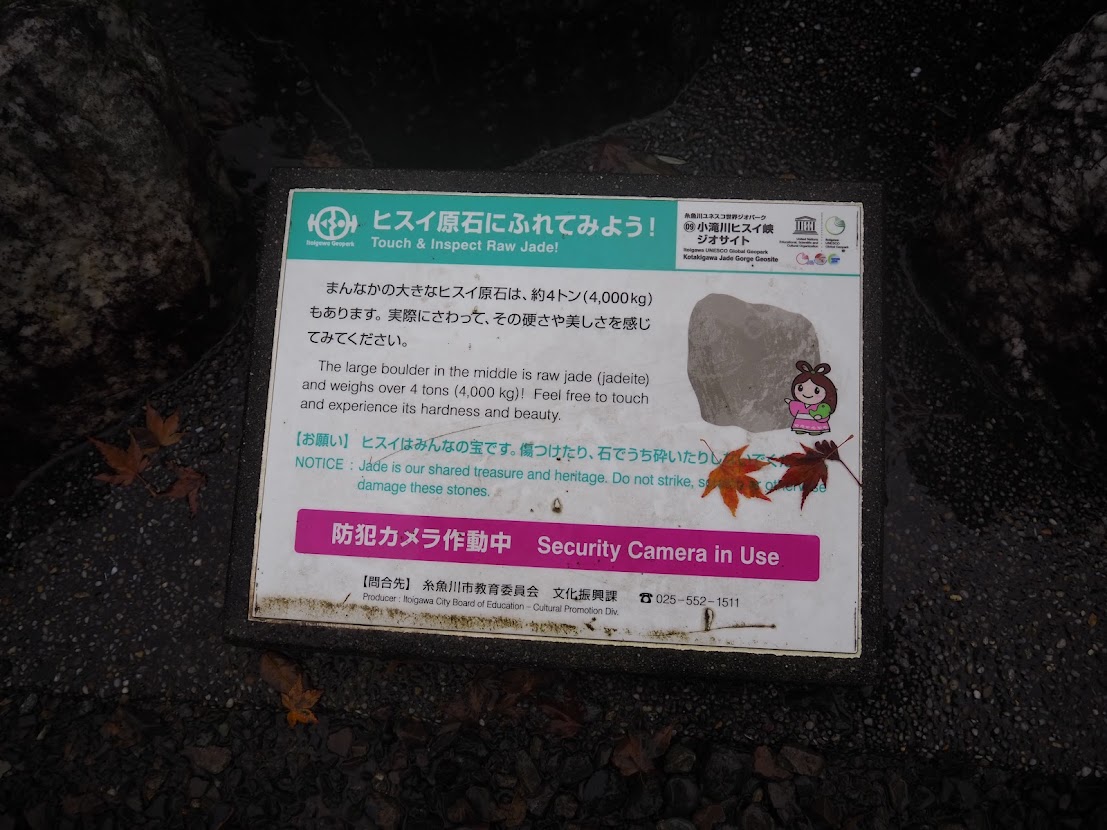 ヒスイ原石にふれてみよう!
Touch & Inspect Raw Jade!
Itoigawa Geopark
糸魚川ユネスコ世界ジオパーク
09 小滝川ヒスイ峡
ジオサイト
Itoigawa UNESCO Global Geopark
Kotakigawa Jade Gorge Geosite
まんなかの大きなヒスイ原石は、約4トン(4,000kg)
もあります。実際にさわって、その硬さや美しさを感じ
てみてください。
The large boulder in the middle is raw jade (jadeite)
and weighs over 4 tons (4,000 kg)! Feel free to touch
and experience its hardness and beauty.
【お願い】 ヒスイはみんなの宝です。傷つけたり、石でうち砕いたりし
NOTICE : Jade is our shared treasure and heritage. Do not strike,
damage these stones.
防犯カメラ作動中 Security Camera in Use
【問合先】 糸魚川市教育委員会 文化振興課 ☎025-552-1511
Producer : Itoigawa City Board of Education - Cultural Promotion Div.